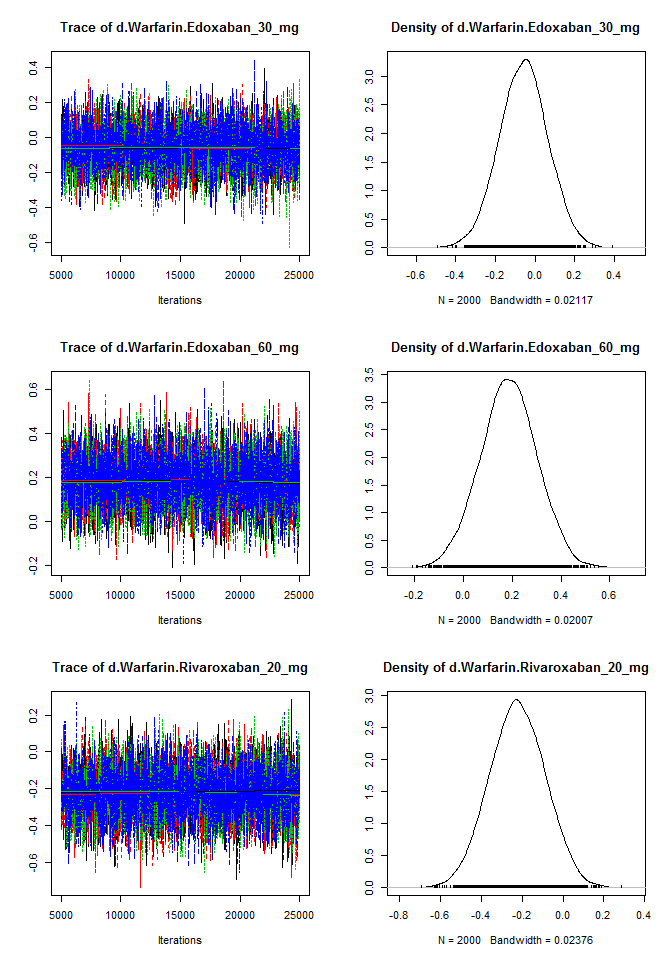 Trace of d.Warfarin.Edoxaban_30_mg
0.4
0.2
0.0
-0.2
-0.4
-0.6
5000 10000 15000 20000 25000
Iterations
Density of d.Warfarin.Edoxaban_30_mg
3.0
2.5
2.0
1.5
1.0
0.5
0.0
-0.6 -0.4 -0.2 0.0 0.2 0.4
N = 2000 Bandwidth = 0.02117
Trace of d.Warfarin.Edoxaban_60_mg
0.6
0.4
0.2
0.0
-0.2
5000 10000 15000 20000 25000
Iterations
Density of d.Warfarin.Edoxaban_60_mg
3.5
3.0
2.5
2.0
1.5
1.0
0.5
0.0
-0.2 0.0 0.2 0.4 0.6
N = 2000 Bandwidth = 0.02007
Trace of d.Warfarin.Rivaroxaban_20_mg
0.2
0.0
-0.2
-0.4
-0.6
5000 10000 15000 20000 25000
Iterations
Density of d.Warfarin.Rivaroxaban_20_mg
3.0
2.5
2.0
1.5
1.0
0.5
0.0
-0.8 -0.6 -0.4 -0.2 0.0 0.2 0.4
N = 2000 Bandwidth = 0.02376